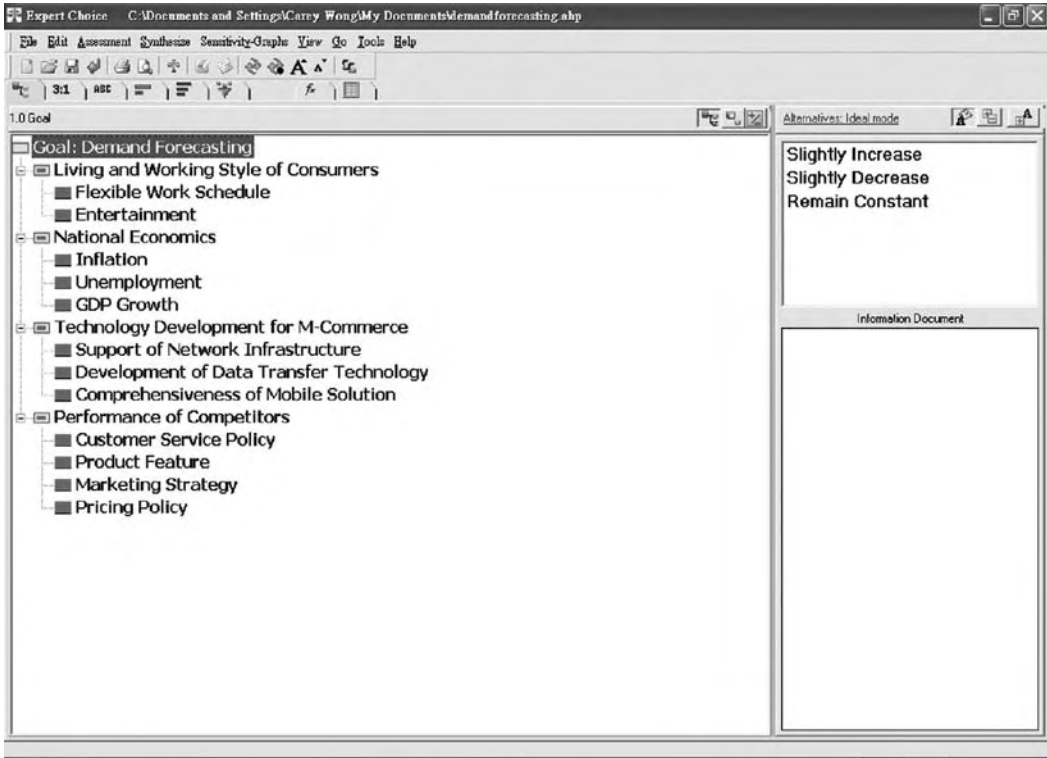 Expert Choice C:\Documents and Settings\Carey Wong\My Documents\demandforecasting.ahp
File Edit Assessment Synthesize Sensitivity-Graphs View Go Tools Help
3:1 ABC
1.0 Goal
Goal: Demand Forecasting
Living and Working Style of Consumers
Flexible Work Schedule
Entertainment
National Economics
Inflation
Unemployment
GDP Growth
Technology Development for M-Commerce
Support of Network Infrastructure
Development of Data Transfer Technology
Comprehensiveness of Mobile Solution
Performance of Competitors
Customer Service Policy
Product Feature
Marketing Strategy
Pricing Policy
Alternatives: Ideal mode
Slightly Increase
Slightly Decrease
Remain Constant
Information Document